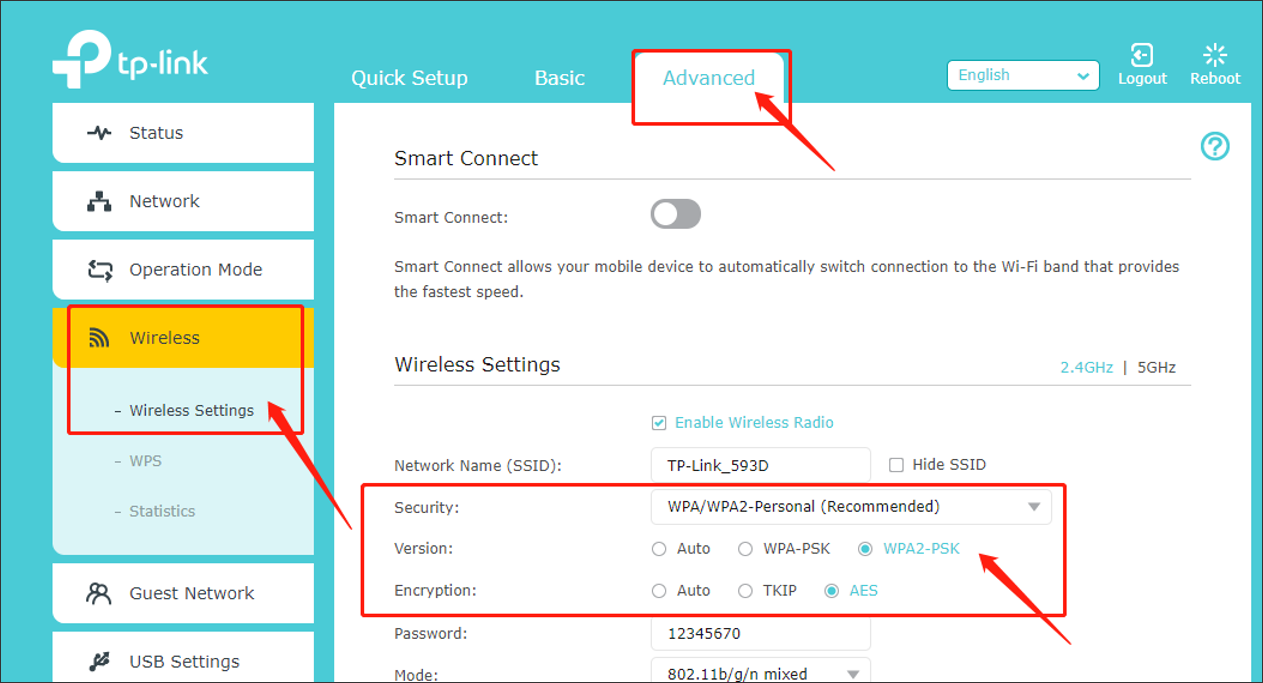 tp-link
Quick Setup
Basic
Advanced
English
Logout
Reboot
Status
Network
Operation Mode
Wireless
- Wireless Settings
- WPS
- Statistics
Guest Network
USB Settings
Smart Connect
Smart Connect:
Smart Connect allows your mobile device to automatically switch connection to the Wi-Fi band that provides
the fastest speed.
Wireless Settings
2.4GHz | 5GHz
Enable Wireless Radio
Network Name (SSID): TP-Link_593D Hide SSID
Security: WPA/WPA2-Personal (Recommended)
Version: Auto WPA-PSK WPA2-PSK
Encryption: Auto TKIP AES
Password: 12345670
Mode: 802.11b/g/n mixed